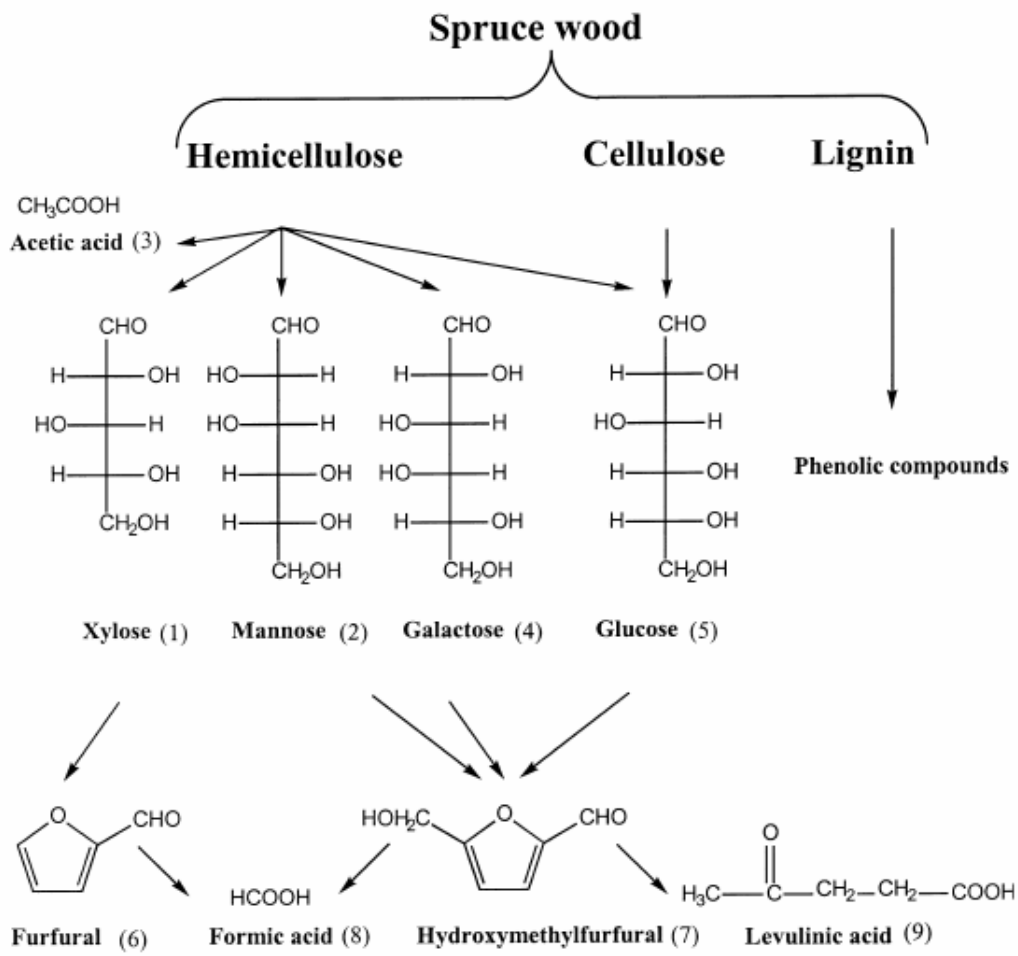 Spruce wood
Hemicellulose Cellulose Lignin
CH₃COOH
Acetic acid (3)
CHO CHO CHO CHO
H OH HO H H OH H OH
HO H HO H HO H HO H
H OH H OH HO H H OH
CH₂OH H OH H OH H OH
CH₂OH CH₂OH CH₂OH
Phenolic compounds
Xylose (1) Mannose (2) Galactose (4) Glucose (5)
O CHO HOH₂C O CHO O
HCOOH H₃C C CH₂ CH₂ COOH
Furfural (6) Formic acid (8) Hydroxymethylfurfural (7) Levulinic acid (9)